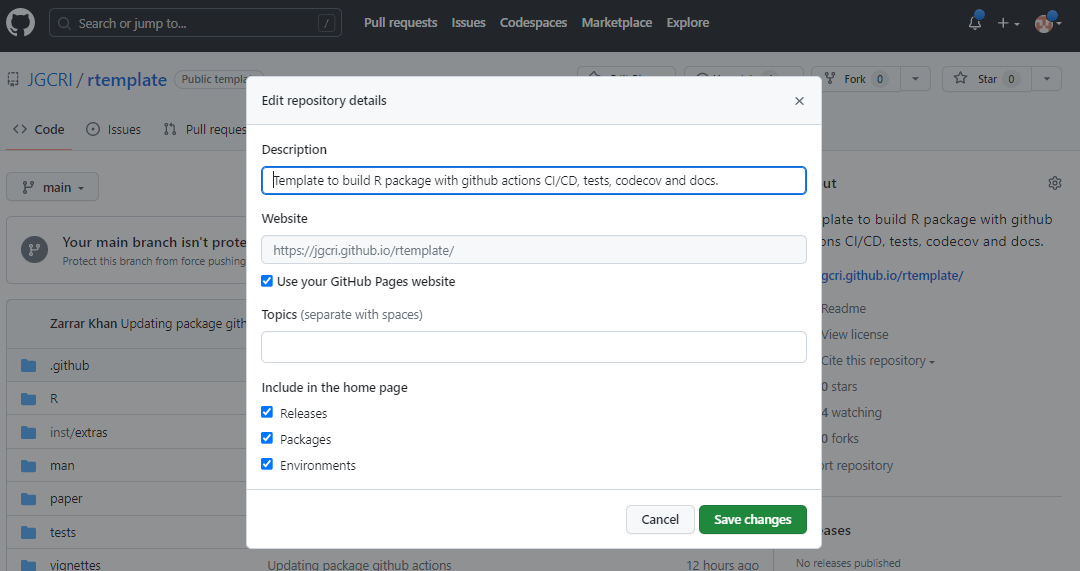 Search or jump to...
/
Pull requests
Issues
Codespaces
Marketplace
Explore
JGCRI / rtemplate
Public
Fork 0
Star 0
Code
Issues
Pull
main
Your main branch isn't
Protect this branch from force pushing
Zarrar Khan Updating package
.github
R
inst/extras
man
paper
tests
vignettes
Updating package github actions
12 hours ago
Edit repository details
Description
Template to build R package with github actions CI/CD, tests, codecov and docs.
Website
https://jgcri.github.io/rtemplate/
Use your GitHub Pages website
Topics (separate with spaces)
Include in the home page
Releases
Packages
Environments
Cancel
Save changes
to build R package with github
CI/CD, tests, codecov and docs.
gcri.github.io/rtemplate/
Readme
View license
Cite this repository
0 stars
4 watching
0 forks
repository
No releases published